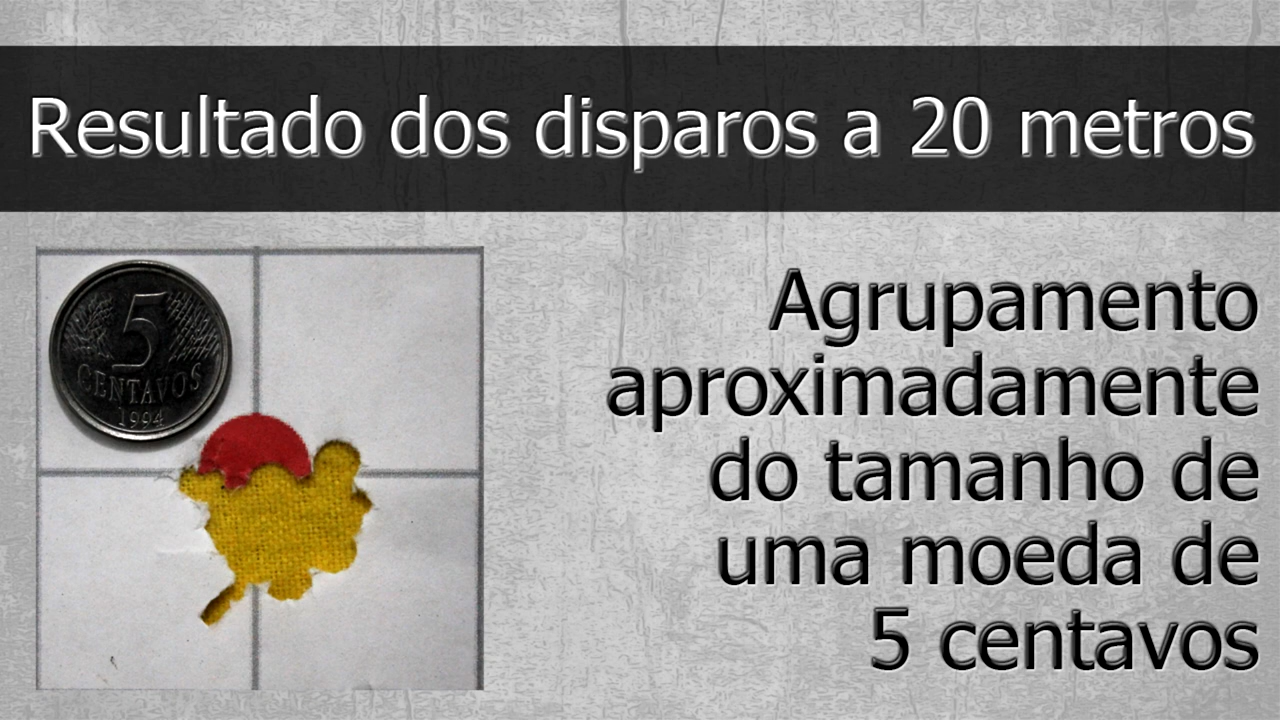 Resultado dos disparos a 20 metros
5
CENTAVOS
1994
Agrupamento
aproximadamente
do tamanho de
uma moeda de
5 centavos